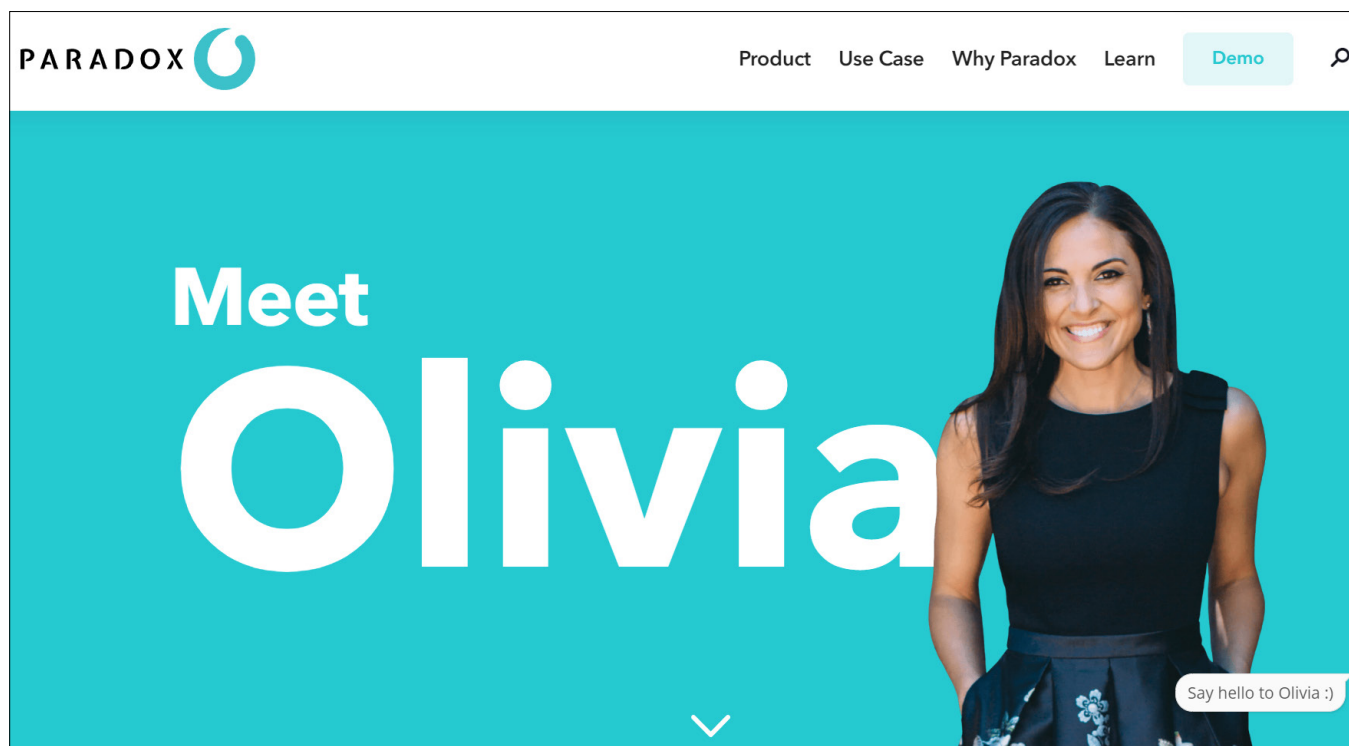 PARADOX
Product Use Case Why Paradox Learn Demo
Meet
Olivia
Say hello to Olivia :)